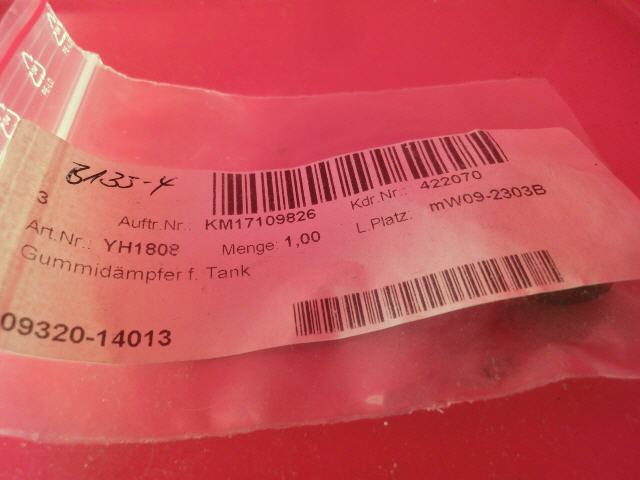 B135-4
3
Auftr.Nr.: KM17109826 Kdr.Nr.: 422070
Art.Nr.: YH1808 Menge: 1,00 L.Platz: mW09-2303B
Gummidämpfer f. Tank
09320-14013